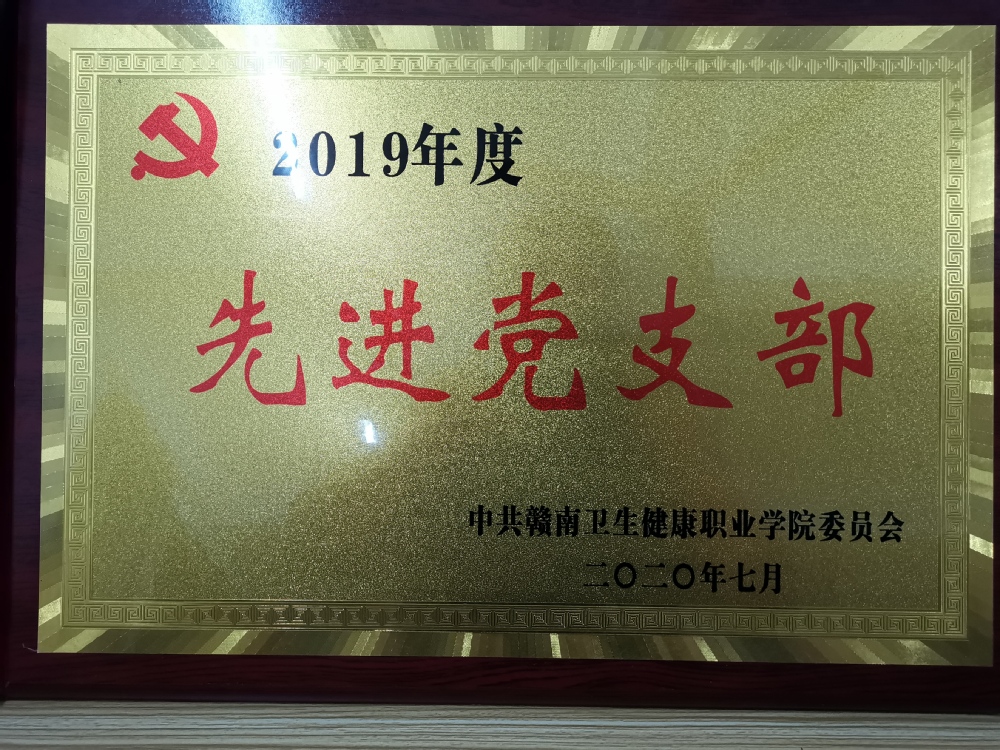 2019年度
先进党支部
中共赣南卫生健康职业学院委员会
二〇二〇年七月